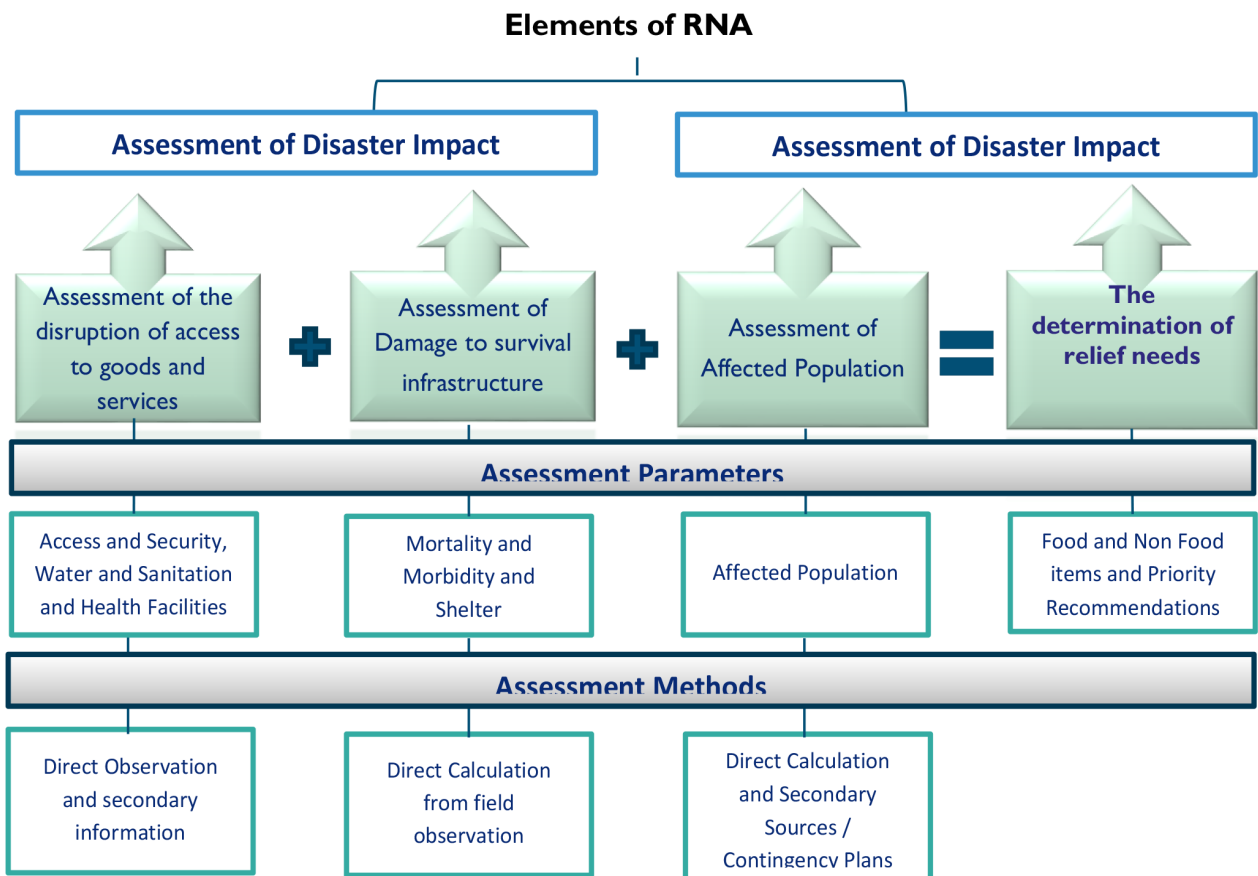 Elements of RNA
Assessment of Disaster Impact
Assessment of Disaster Impact
Assessment of the
disruption of access
to goods and
services
Assessment of
Damage to survival
infrastructure
Assessment of
Affected Population
The
determination of
relief needs
Assessment Parameters
Access and Security,
Water and Sanitation
and Health Facilities
Mortality and
Morbidity and
Shelter
Affected Population
Food and Non Food
items and Priority
Recommendations
Assessment Methods
Direct Observation
and secondary
information
Direct Calculation
from field
observation
Direct Calculation
and Secondary
Sources /
Contingency Plans